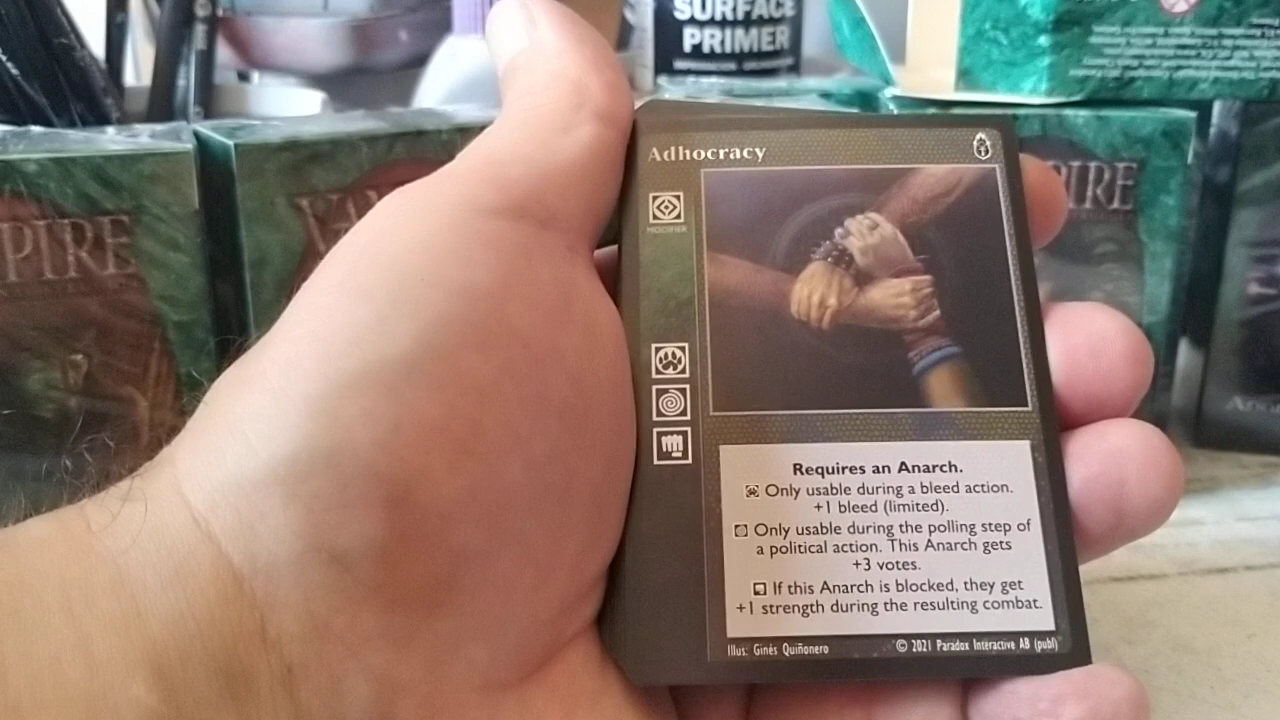 SURFACE
PRIMER
PIRE
VAM
PIRE
Adhocracy
MODIFIER
Requires an Anarch.
Only usable during a bleed action.
+1 bleed (limited).
Only usable during the polling step of
a political action. This Anarch gets
+3 votes.
If this Anarch is blocked, they get
+1 strength during the resulting combat.
Illus: Ginés Quiñonero
© 2021 Paradox Interactive AB (publ)